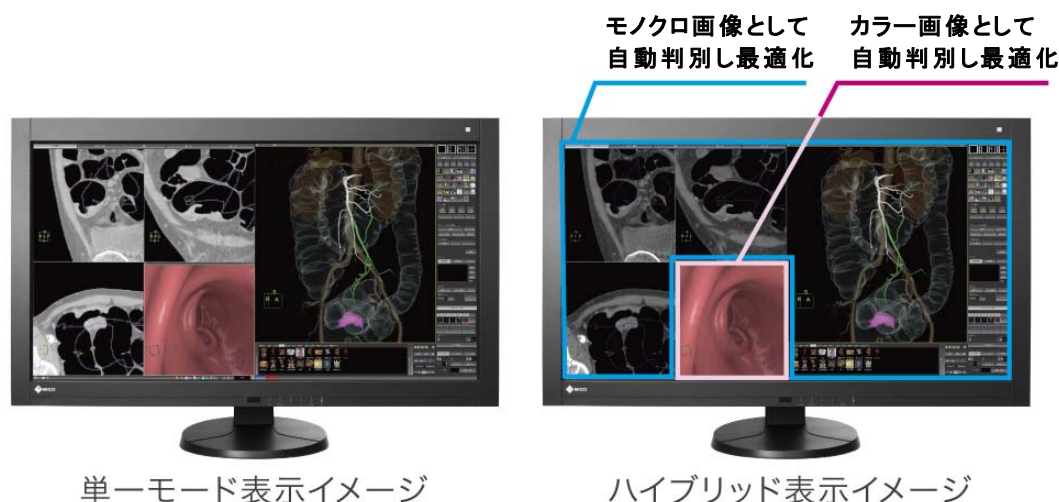 モノクロ画像として
自動判別し最適化
カラー画像として
自動判別し最適化
EIZO
EIZO
単一モード表示イメージ
ハイブリッド表示イメージ